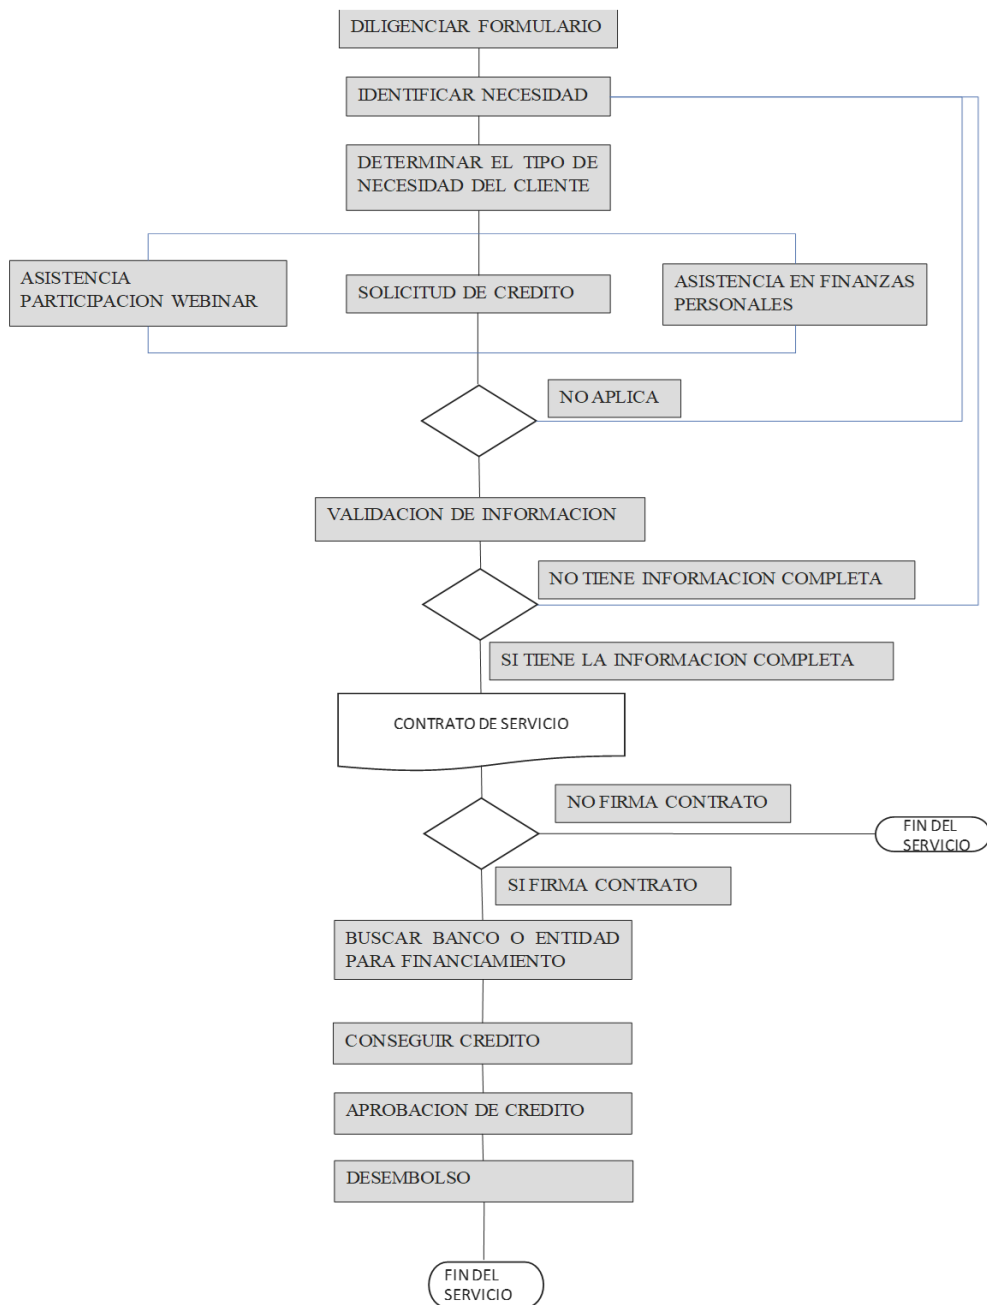 DILIGENCIAR FORMULARIO
IDENTIFICAR NECESIDAD
DETERMINAR EL TIPO DE
NECESIDAD DEL CLIENTE
ASISTENCIA
PARTICIPACION WEBINAR
SOLICITUD DE CREDITO
ASISTENCIA EN FINANZAS
PERSONALES
NO APLICA
VALIDACION DE INFORMACION
NO TIENE INFORMACION COMPLETA
SI TIENE LA INFORMACION COMPLETA
CONTRATO DE SERVICIO
NO FIRMA CONTRATO
FIN DEL
SERVICIO
SI FIRMA CONTRATO
BUSCAR BANCO O ENTIDAD
PARA FINANCIAMIENTO
CONSEGUIR CREDITO
APROBACION DE CREDITO
DESEMBOLSO
FIN DEL
SERVICIO